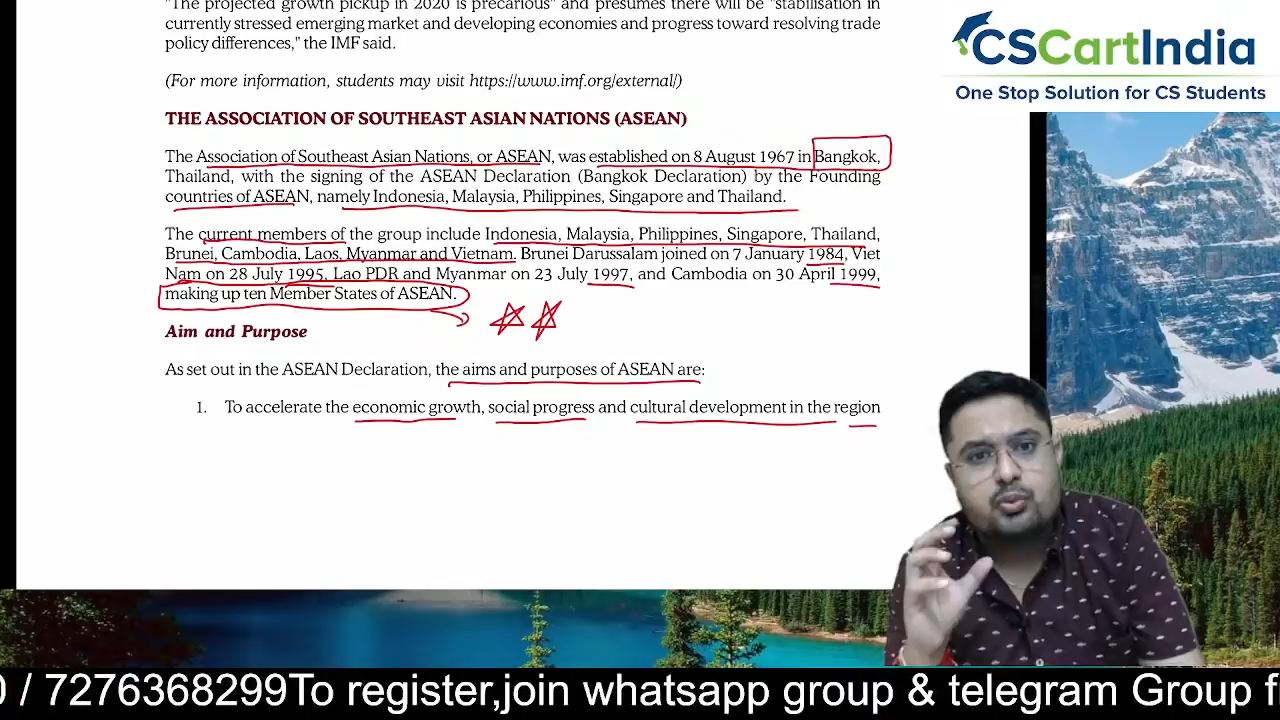 "The projected growth pickup in 2020 is precarious" and presumes there will be "stabilisation in
currently stressed emerging market and developing economies and progress toward resolving trade
policy differences," the IMF said.
(For more information, students may visit https://www.imf.org/external/)
THE ASSOCIATION OF SOUTHEAST ASIAN NATIONS (ASEAN)
The Association of Southeast Asian Nations, or ASEAN, was established on 8 August 1967 in Bangkok,
Thailand, with the signing of the ASEAN Declaration (Bangkok Declaration) by the Founding
countries of ASEAN, namely Indonesia, Malaysia, Philippines, Singapore and Thailand.
The current members of the group include Indonesia, Malaysia, Philippines, Singapore, Thailand,
Brunei, Cambodia, Laos, Myanmar and Vietnam. Brunei Darussalam joined on 7 January 1984, Viet
Nam on 28 July 1995, Lao PDR and Myanmar on 23 July 1997, and Cambodia on 30 April 1999,
making up ten Member States of ASEAN.
Aim and Purpose
As set out in the ASEAN Declaration, the aims and purposes of ASEAN are:
1. To accelerate the economic growth, social progress and cultural development in the region
CSCartIndia
One Stop Solution for CS Students
0 / 7276368299To register,join whatsapp group & telegram Group f